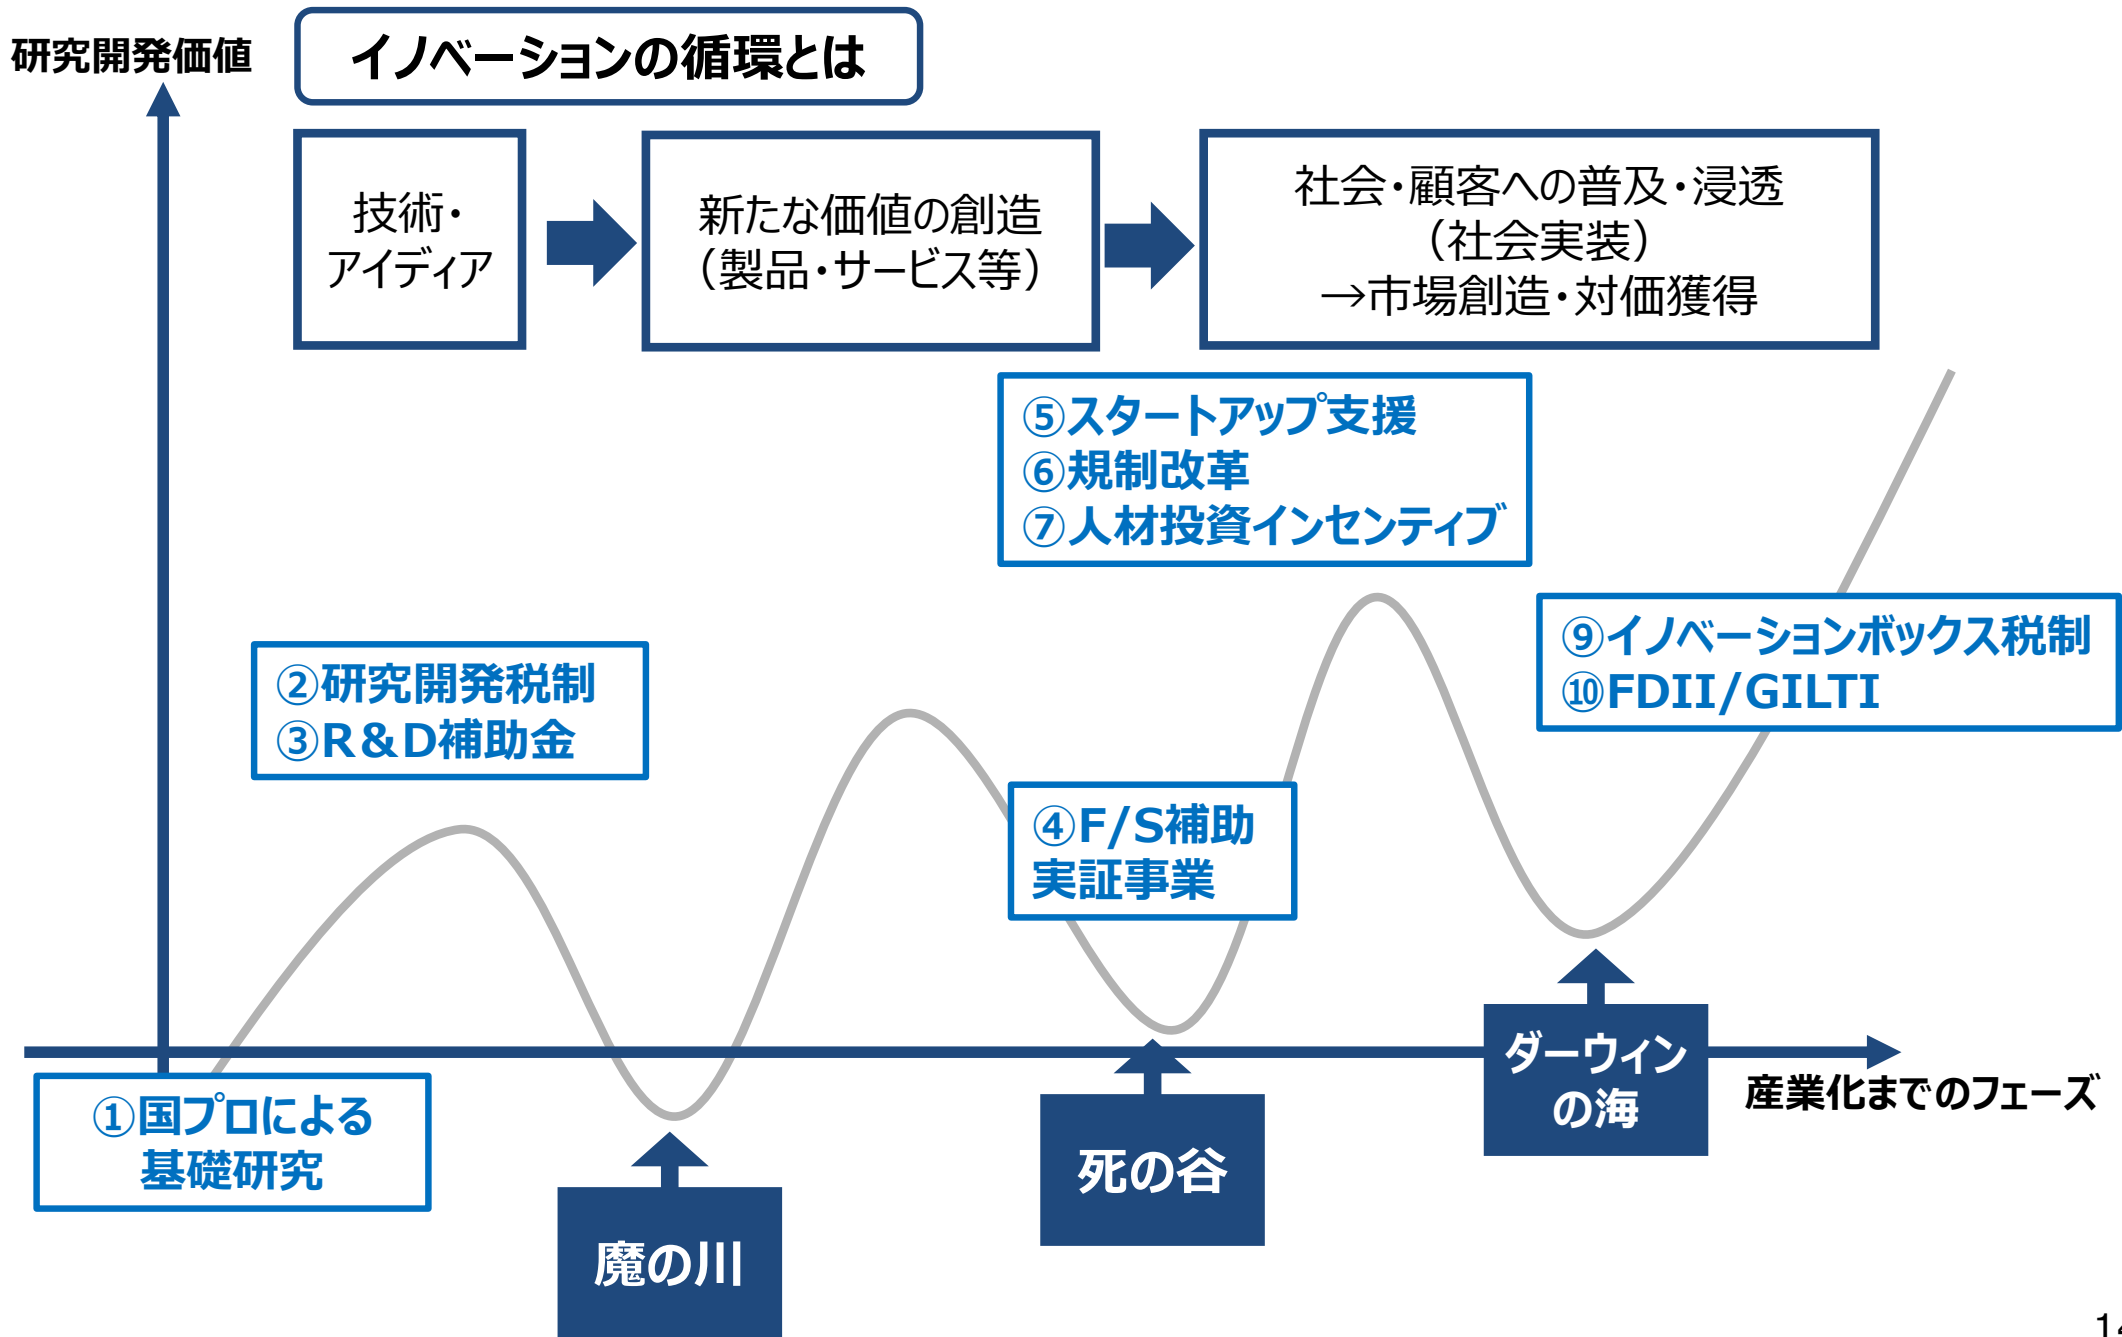 研究開発価値
イノベーションの循環とは
技術・
アイディア
新たな価値の創造
（製品・サービス等）
社会・顧客への普及・浸透
（社会実装）
→市場創造・対価獲得
⑤スタートアップ支援
⑥規制改革
⑦人材投資インセンティブ
⑨イノベーションボックス税制
⑩FDII/GILTI
②研究開発税制
③R＆D補助金
④F/S補助
実証事業
①国プロによる
基礎研究
魔の川
死の谷
ダーウィン
の海
産業化までのフェーズ